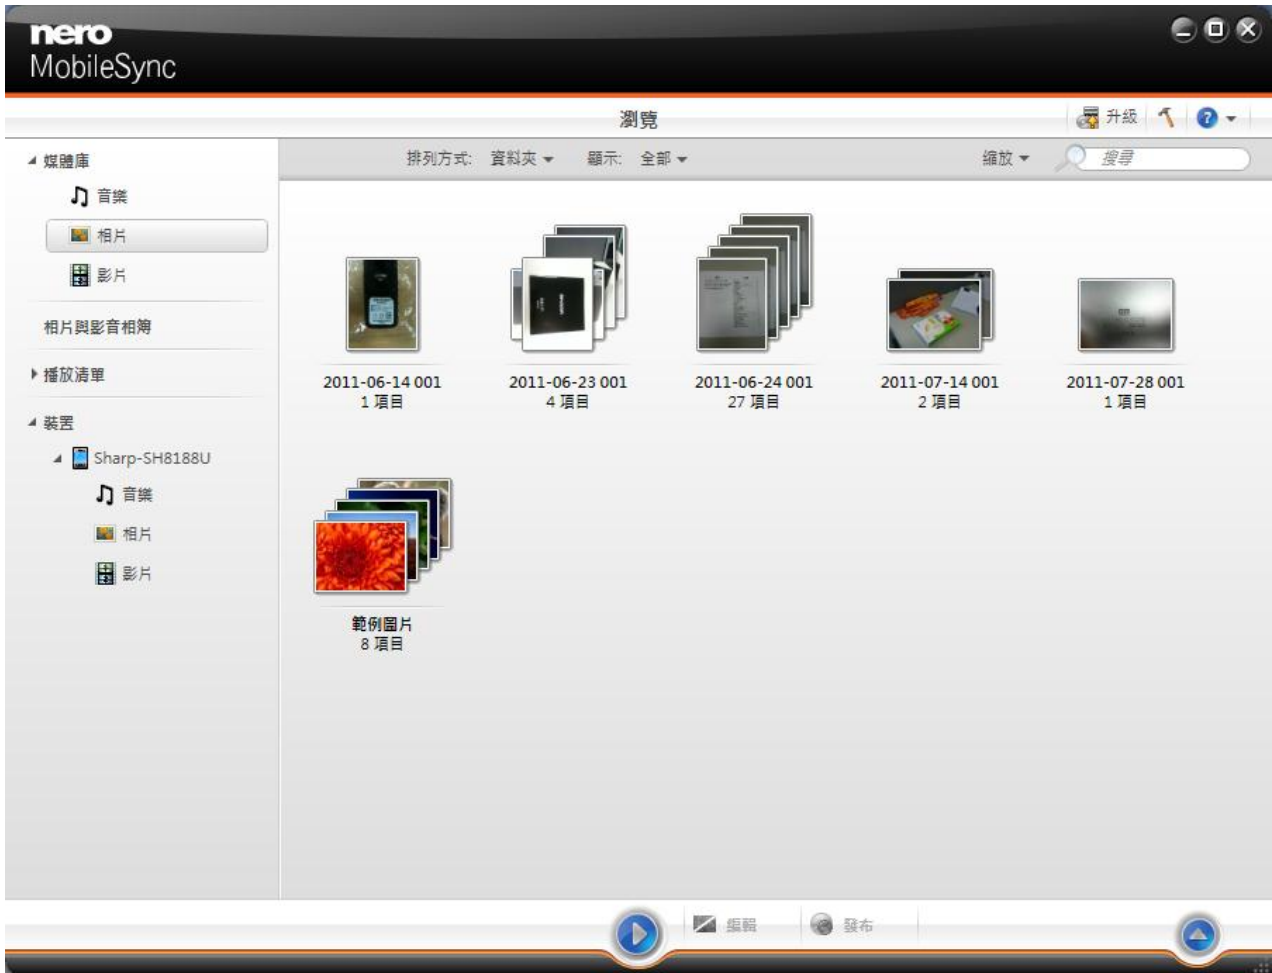 nero
MobileSync
瀏覽
升級
媒體庫
音樂
相片
影片
相片與影音相簿
播放清單
裝置
Sharp-SH8188U
音樂
相片
影片
排列方式: 資料夾 顯示: 全部 縮放 搜尋
2011-06-14 001
1 項目
2011-06-23 001
4 項目
2011-06-24 001
27 項目
2011-07-14 001
2 項目
2011-07-28 001
1 項目
範例圖片
8 項目
編輯
發布